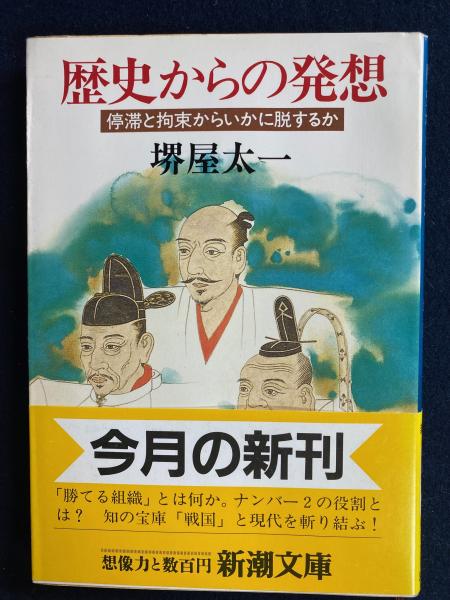 歴史からの発想
停滞と拘束からいかに脱するか
堺屋太一
今月の新刊
「勝てる組織」とは何か。ナンバー2の役割と
は？ 知の宝庫「戦国」と現代を斬り結ぶ！
想像力と数百円 新潮文庫